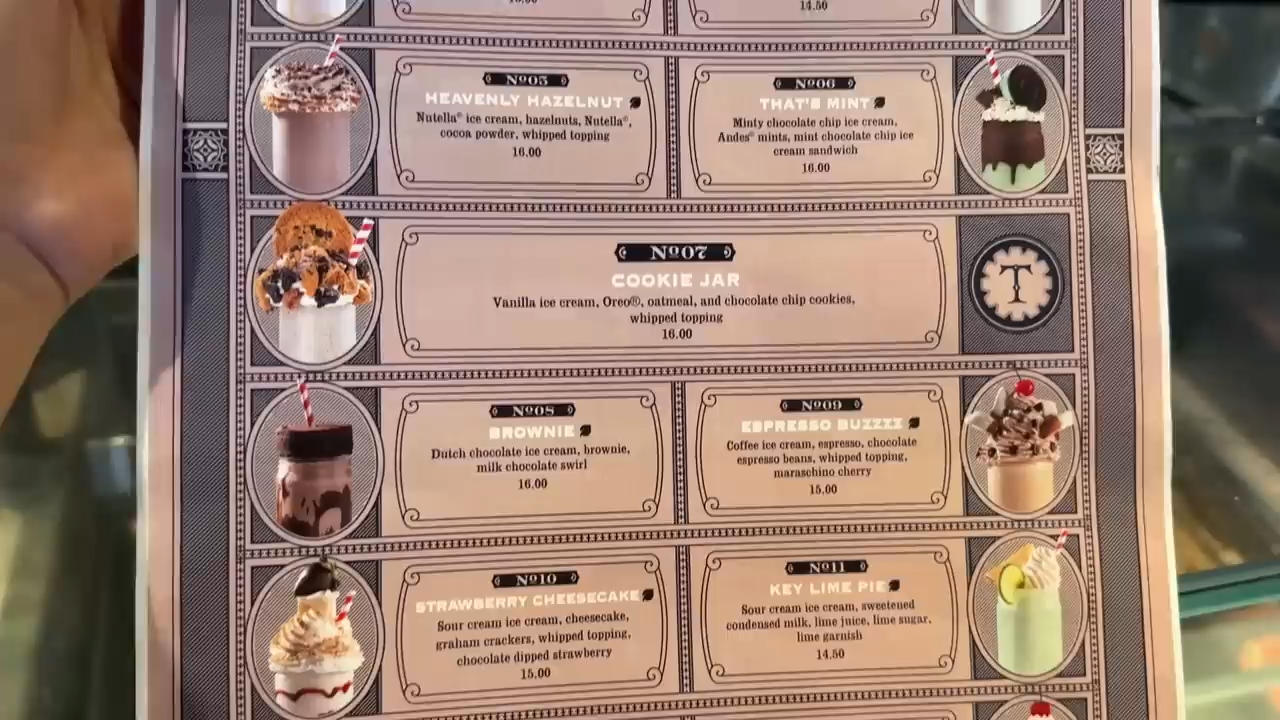 14.50
Nº05
HEAVENLY HAZELNUT
Nutella® ice cream, hazelnuts, Nutella®,
cocoa powder, whipped topping
16.00
Nº06
THAT'S MINT
Minty chocolate chip ice cream,
Andes® mints, mint chocolate chip ice
cream sandwich
16.00
Nº07
COOKIE JAR
Vanilla ice cream, Oreo®, oatmeal, and chocolate chip cookies,
whipped topping
16.00
T
Nº08
BROWNIE
Dutch chocolate ice cream, brownie,
milk chocolate swirl
16.00
Nº09
ESPRESSO BUZZZZ
Coffee ice cream, espresso, chocolate
espresso beans, whipped topping,
maraschino cherry
15.00
Nº10
STRAWBERRY CHEESECAKE
Sour cream ice cream, cheesecake,
graham crackers, whipped topping,
chocolate dipped strawberry
15.00
Nº11
KEY LIME PIE
Sour cream ice cream, sweetened
condensed milk, lime juice, lime sugar,
lime garnish
14.50